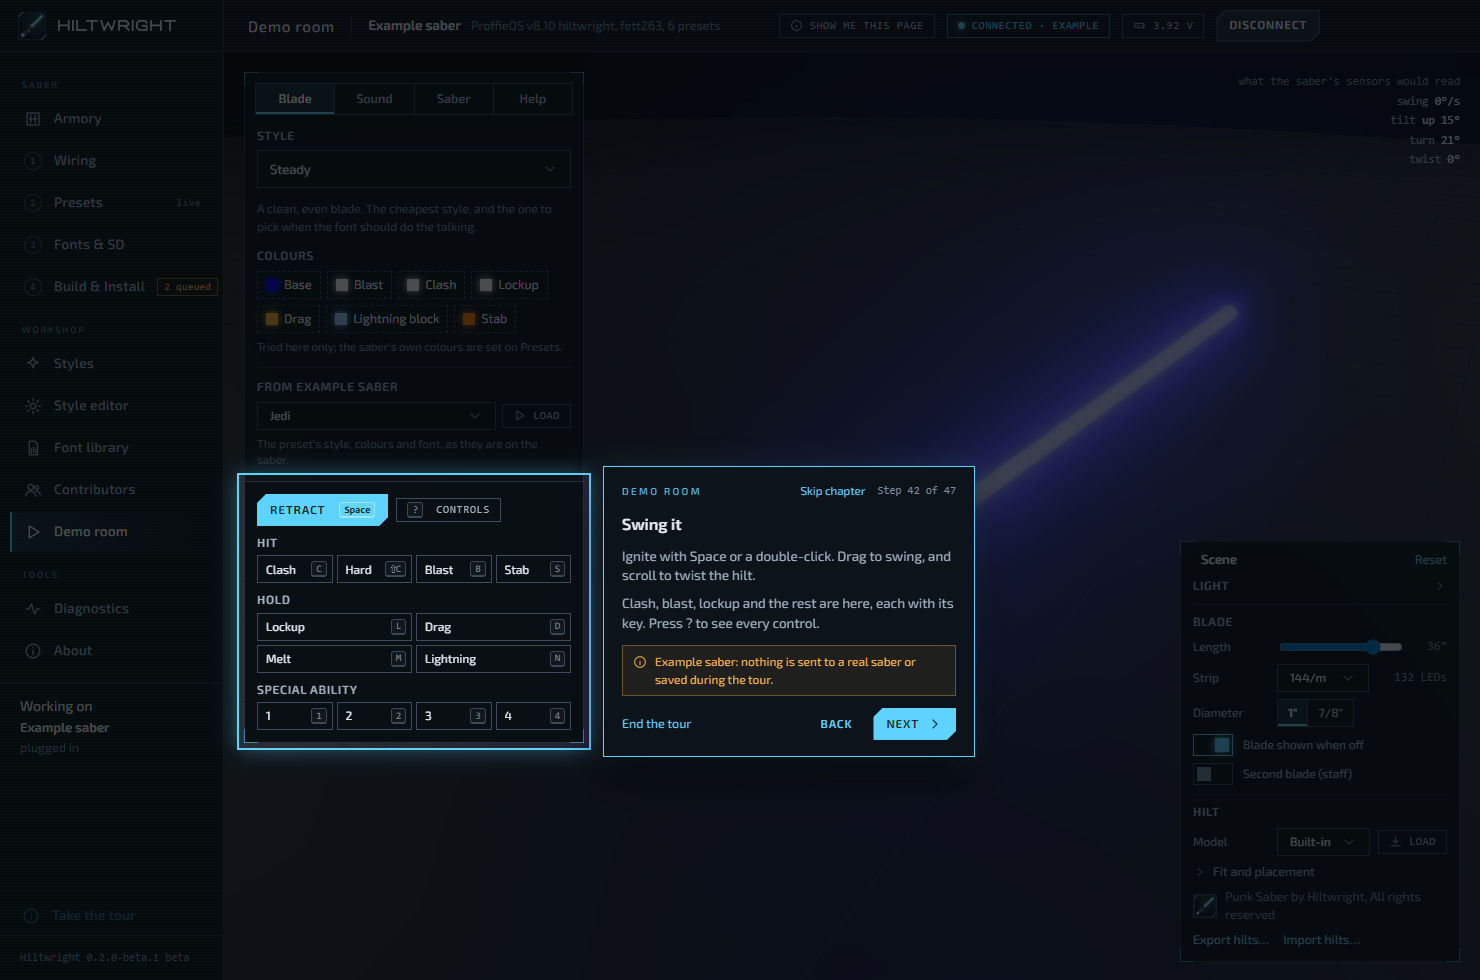 HILTWRIGHT
Demo room
Example saber ProffieOS v8.10 hiltwright, fett263, 6 presets
SHOW ME THIS PAGE
CONNECTED · EXAMPLE
3.92 V
DISCONNECT
SABER
Armory
1 Wiring
2 Presets live
3 Fonts & SD
4 Build & Install 2 queued
WORKSHOP
Styles
Style editor
Font library
Contributors
Demo room
TOOLS
Diagnostics
About
Working on
Example saber
plugged in
Take the tour
Hiltwright 0.2.0-beta.1 beta
Blade Sound Saber Help
STYLE
Steady
A clean, even blade. The cheapest style, and the one to
pick when the font should do the talking.
COLOURS
Base Blast Clash Lockup
Drag Lightning block Stab
Tried here only; the saber's own colours are set on Presets.
FROM EXAMPLE SABER
Jedi LOAD
The preset's style, colours and font, as they are on the
saber.
RETRACT Space ? CONTROLS
HIT
Clash C Hard ⇧C Blast B Stab S
HOLD
Lockup L Drag D
Melt M Lightning N
SPECIAL ABILITY
1 1 2 2 3 3 4 4
DEMO ROOM Skip chapter Step 42 of 47
Swing it
Ignite with Space or a double-click. Drag to swing, and
scroll to twist the hilt.
Clash, blast, lockup and the rest are here, each with its
key. Press ? to see every control.
Example saber: nothing is sent to a real saber or
saved during the tour.
End the tour BACK NEXT
what the saber's sensors would read
swing 0°/s
tilt up 15°
turn 21°
twist 0°
Scene Reset
LIGHT
BLADE
Length 36"
Strip 144/m 132 LEDs
Diameter 1" 7/8"
Blade shown when off
Second blade (staff)
HILT
Model Built-in LOAD
Fit and placement
Punk Saber by Hiltwright, All rights
reserved
Export hilts... Import hilts...